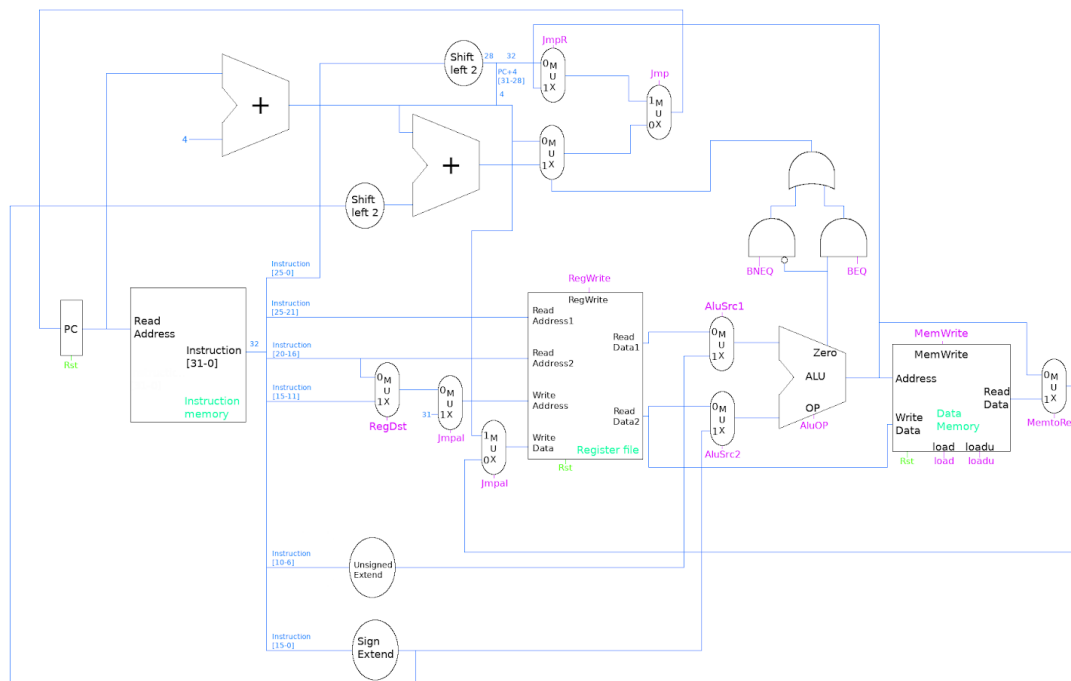 JmpR
28 32
Shift
left 2
0 M
U
1 X
PC+4
[31-28]
4
Jmp
1 M
U
0 X
+
4
+
0 M
U
1 X
Shift
left 2
BNEQ
BEQ
Instruction
[25-0]
RegWrite
RegWrite
Instruction
[25-21]
Read
Address1
Read
Data1
AluSrc1
0 M
U
1 X
PC
Rst
Read
Address
Instruction
[31-0]
32
Instruction
memory
Instruction
[20-16]
Read
Address2
Zero
ALU
OP
AluOP
MemWrite
MemWrite
Address
Read
Data
Write
Data
Data
Memory
load loadu
Rst
load
loadu
0 M
U
1 X
MemtoRe
Instruction
[15-11]
0 M
U
1 X
RegDst
0 M
U
31 1 X
Jmpal
Write
Address
Read
Data2
0 M
U
1 X
AluSrc2
1 M
U
0 X
Jmpal
Write
Data
Register file
Rst
Instruction
[10-6]
Unsigned
Extend
Instruction
[15-0]
Sign
Extend